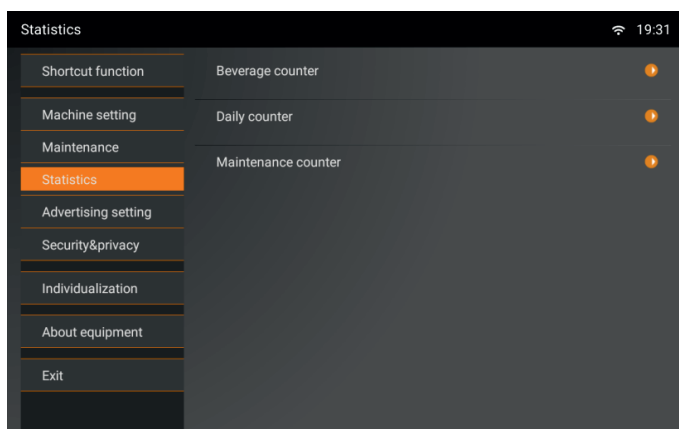 Statistics
19:31
Shortcut function
Machine setting
Maintenance
Statistics
Advertising setting
Security&privacy
Individualization
About equipment
Exit
Beverage counter
Daily counter
Maintenance counter